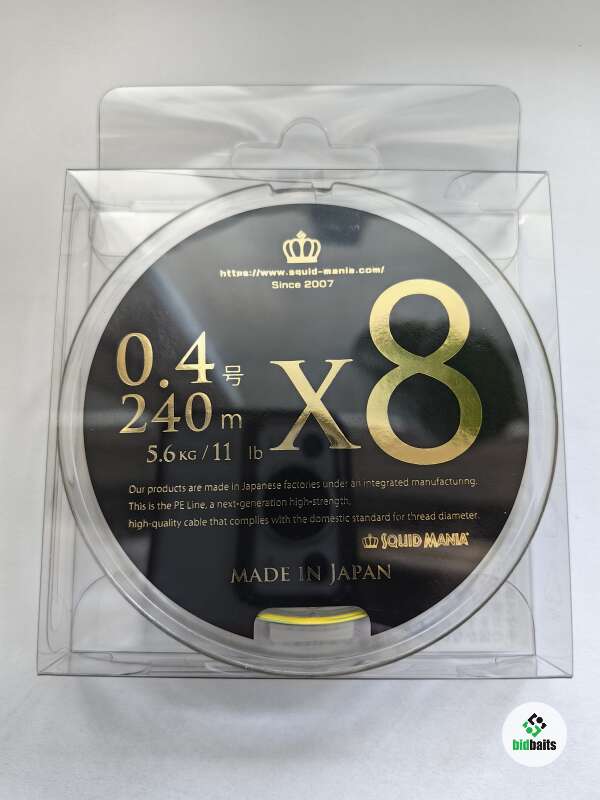 https://www.squid-mania.com/
Since 2007
0.4号
240m
5.6KG/11 lb
X8
Our products are made in Japanese factories under an integrated manufacturing.
This is the PE Line, a next-generation high-strength,
high-quality cable that complies with the domestic standard for thread diameter.
SQUID MANIA
MADE IN JAPAN
bidbaits